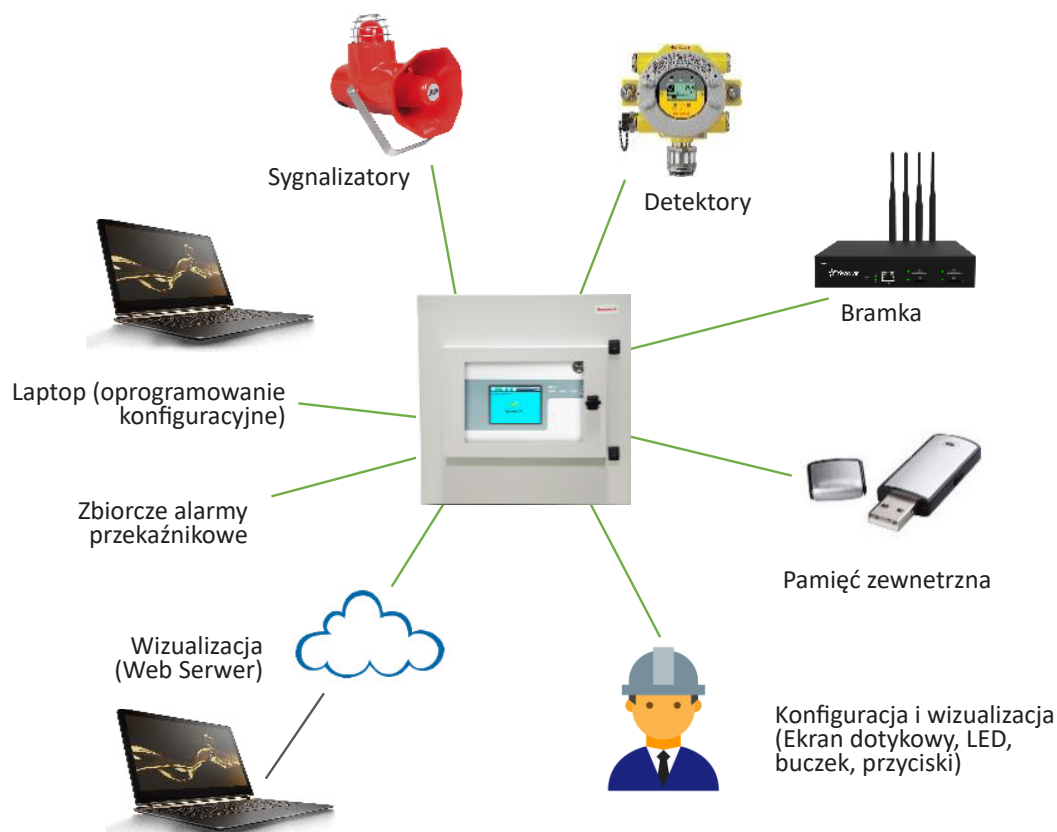 Sygnalizatory
Detektory
Bramka
Laptop (oprogramowanie
konfiguracyjne)
Zbiorcze alarmy
przekaźnikowe
Pamięć zewnetrzna
Wizualizacja
(Web Serwer)
Konfiguracja i wizualizacja
(Ekran dotykowy, LED,
buczek, przyciski)